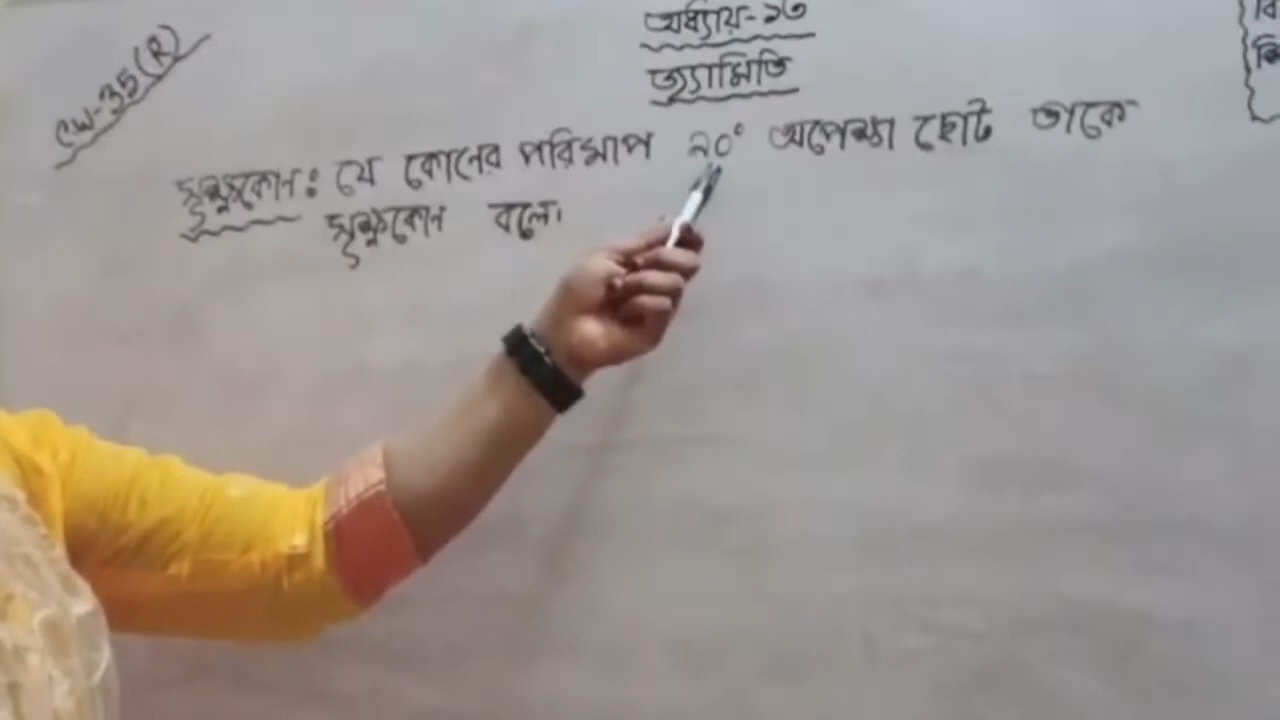 অধ্যায়-১৩
জ্যামিতি
CW-35(R)
সূক্ষ্মকোন: যে কোনের পরিমাপ ৯০° অপেক্ষা ছোট তাকে
সূক্ষ্মকোন বলে।
বি